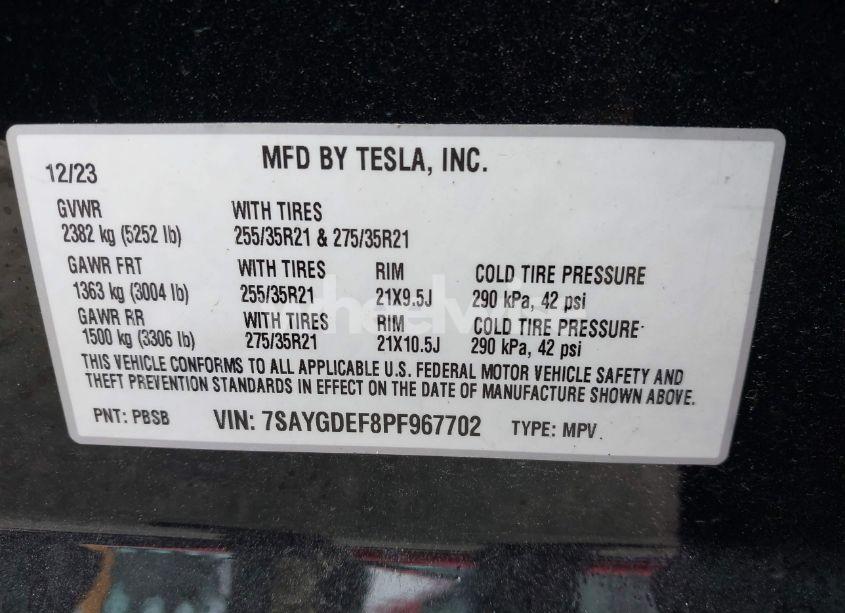 MFD BY TESLA, INC.
12/23
GVWR WITH TIRES
2382 kg (5252 lb) 255/35R21 & 275/35R21
GAWR FRT WITH TIRES RIM COLD TIRE PRESSURE
1363 kg (3004 lb) 255/35R21 21X9.5J 290 kPa, 42 psi
GAWR RR WITH TIRES RIM COLD TIRE PRESSURE
1500 kg (3306 lb) 275/35R21 21X10.5J 290 kPa, 42 psi
THIS VEHICLE CONFORMS TO ALL APPLICABLE U.S. FEDERAL MOTOR VEHICLE SAFETY AND
THEFT PREVENTION STANDARDS IN EFFECT ON THE DATE OF MANUFACTURE SHOWN ABOVE.
PNT: PBSB VIN: 7SAYGDEF8PF967702 TYPE: MPV